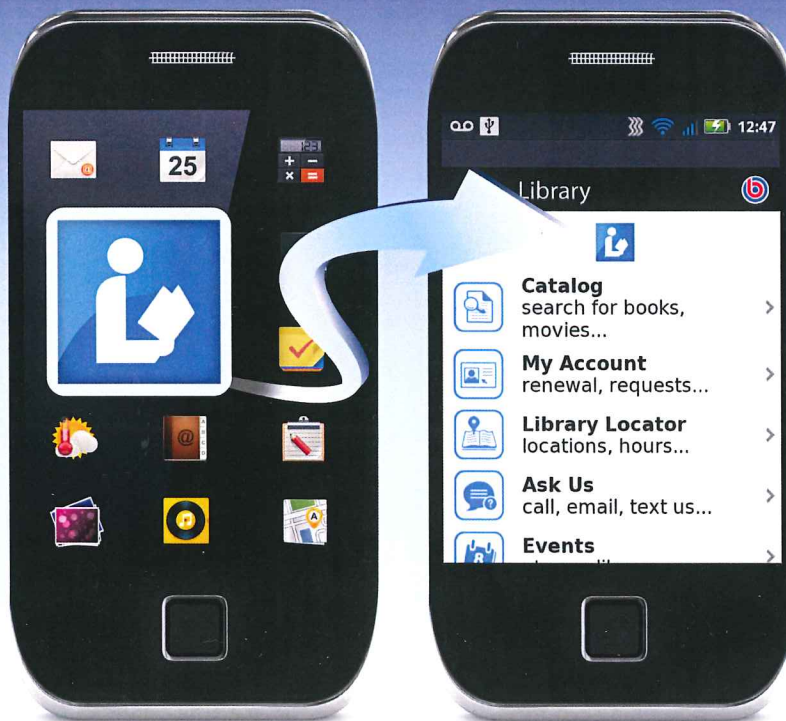 25
123
+ −
× =
@
A
B
C
D
A
12:47
Library
b
Catalog
search for books,
movies...
My Account
renewal, requests...
Library Locator
locations, hours...
Ask Us
call, email, text us...
?
Events
R